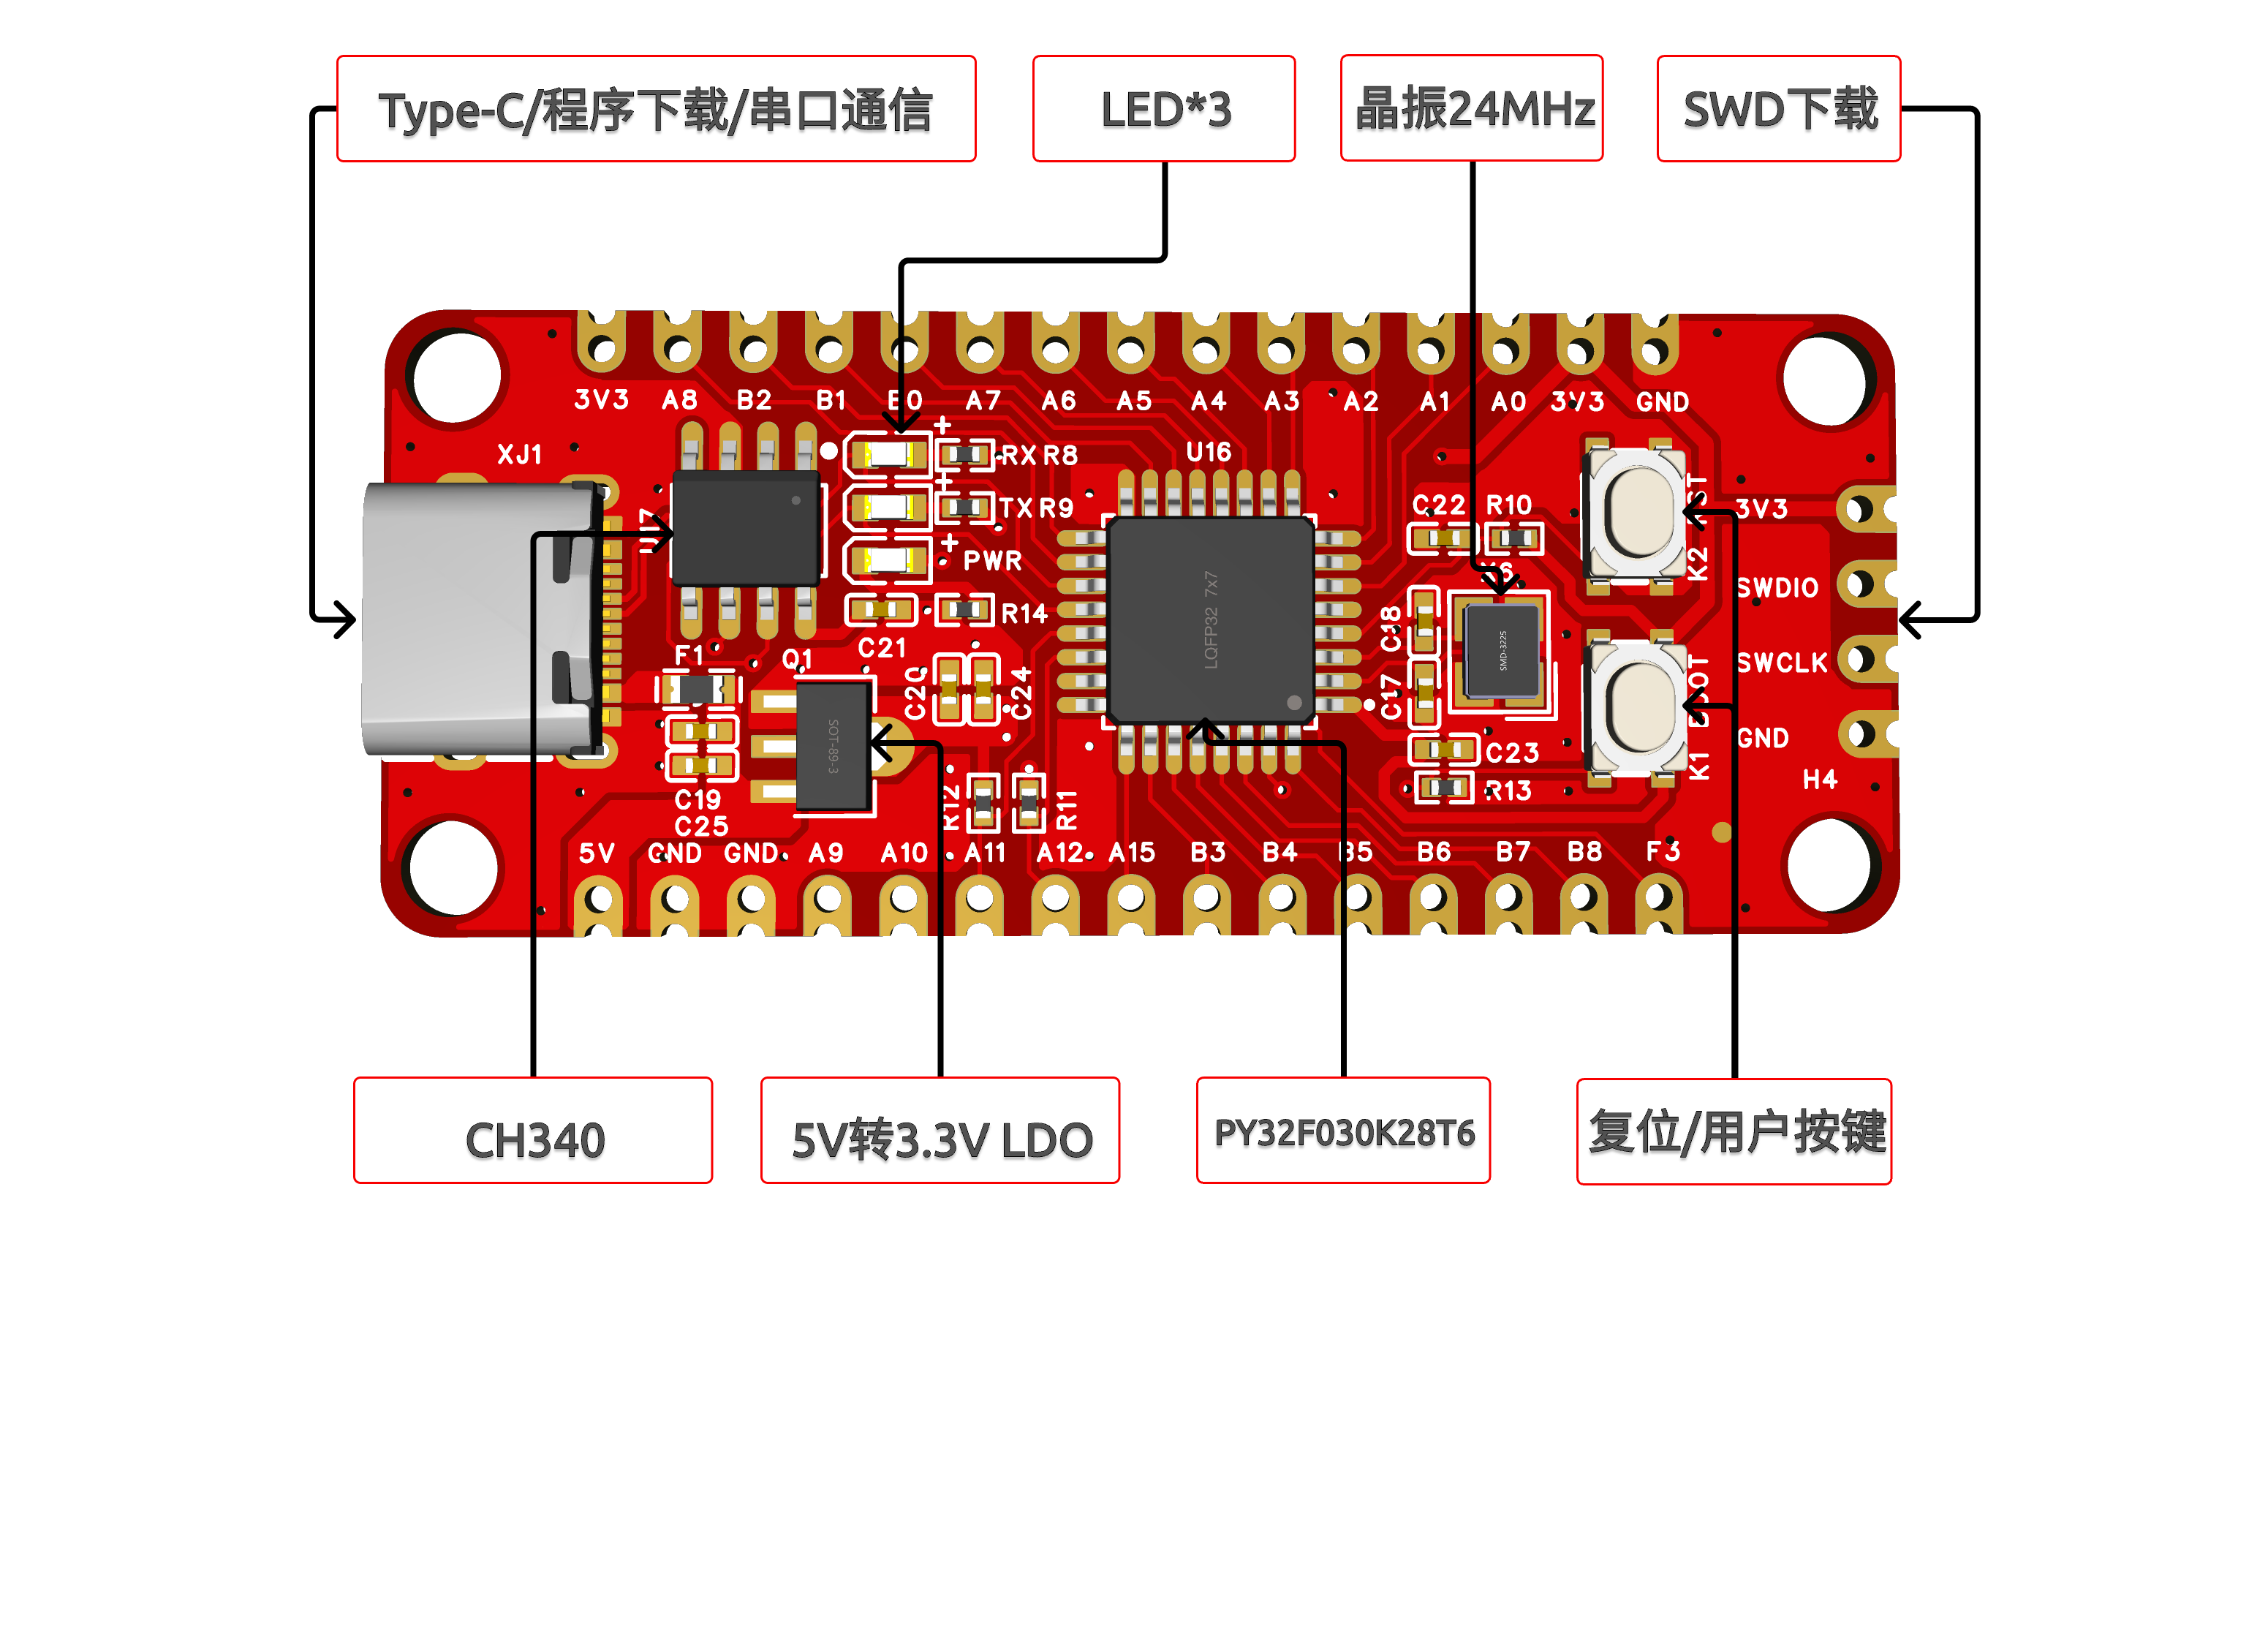 Type-C/程序下载/串口通信
LED*3
晶振24MHz
SWD下载
3V3 A8 B2 B1 B0 A7 A6 A5 A4 A3 A2 A1 A0 3V3 GND
XJ1
U17
RX R8
TX R9
PWR
R14
C21
F1
Q1
SOT-89-3
C20
C24
C19
C25
R12
R11
U16
LQFP32 7x7
C22
R10
X6
SMD-3225
C18
C17
C23
R13
K2
BOOT
K1
3V3
SWDIO
SWCLK
GND
H4
5V GND GND A9 A10 A11 A12 A15 B3 B4 B5 B6 B7 B8 F3
CH340
5V转3.3V LDO
PY32F030K28T6
复位/用户按键